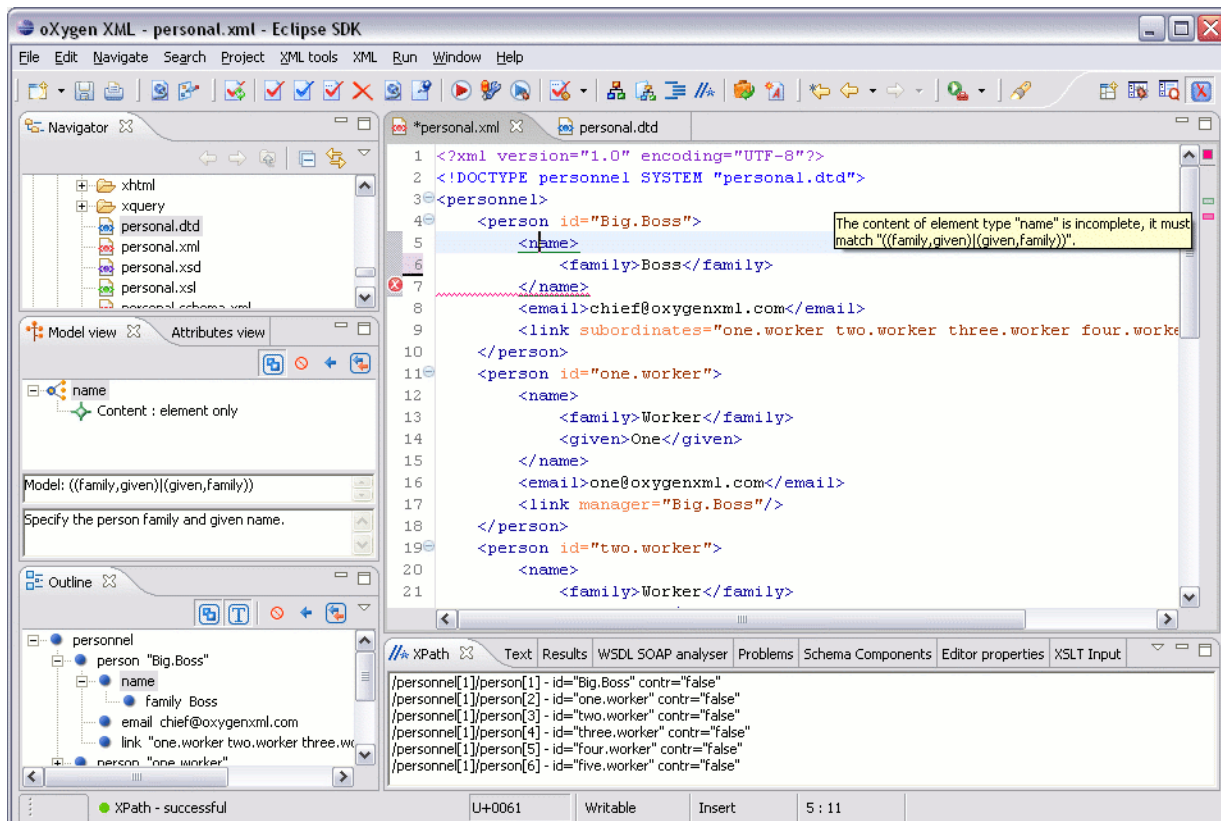 oXygen XML - personal.xml - Eclipse SDK
File Edit Navigate Search Project XML tools XML Run Window Help
Navigator
xhtml
xquery
personal.dtd
personal.xml
personal.xsd
personal.xsl
personal-schema.xml
Model view Attributes view
name
Content : element only
Model: ((family,given)|(given,family))
Specify the person family and given name.
Outline
personnel
person "Big.Boss"
name
family Boss
email chief@oxygenxml.com
link "one.worker two.worker three.wo
person "one.worker"
*personal.xml personal.dtd
1 <?xml version="1.0" encoding="UTF-8"?>
2 <!DOCTYPE personnel SYSTEM "personal.dtd">
3 <personnel>
4 <person id="Big.Boss">
The content of element type "name" is incomplete, it must
match "((family,given)|(given,family))".
5 <name>
6 <family>Boss</family>
7 </name>
8 <email>chief@oxygenxml.com</email>
9 <link subordinates="one.worker two.worker three.worker four.worke
10 </person>
11 <person id="one.worker">
12 <name>
13 <family>Worker</family>
14 <given>One</given>
15 </name>
16 <email>one@oxygenxml.com</email>
17 <link manager="Big.Boss"/>
18 </person>
19 <person id="two.worker">
20 <name>
21 <family>Worker</family>
XPath Text Results WSDL SOAP analyser Problems Schema Components Editor properties XSLT Input
/personnel[1]/person[1] - id="Big.Boss" contr="false"
/personnel[1]/person[2] - id="one.worker" contr="false"
/personnel[1]/person[3] - id="two.worker" contr="false"
/personnel[1]/person[4] - id="three.worker" contr="false"
/personnel[1]/person[5] - id="four.worker" contr="false"
/personnel[1]/person[6] - id="five.worker" contr="false"
XPath - successful U+0061 Writable Insert 5 : 11